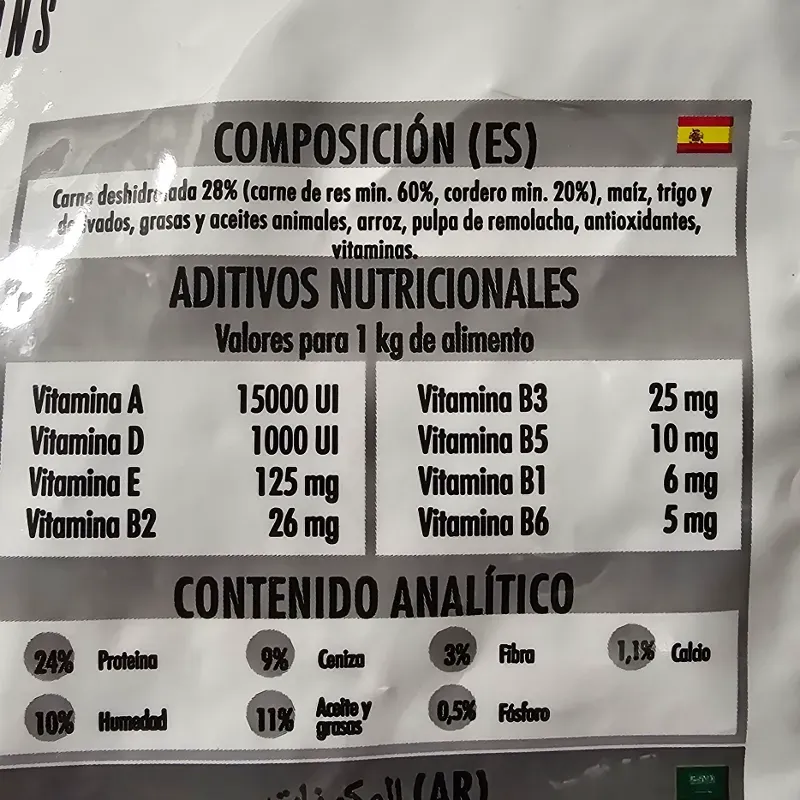 COMPOSICIÓN (ES)
Carne deshidratada 28% (carne de res min. 60%, cordero min. 20%), maíz, trigo y
derivados, grasas y aceites animales, arroz, pulpa de remolacha, antioxidantes,
vitaminas.
ADITIVOS NUTRICIONALES
Valores para 1 kg de alimento
Vitamina A 15000 UI
Vitamina D 1000 UI
Vitamina E 125 mg
Vitamina B2 26 mg
Vitamina B3 25 mg
Vitamina B5 10 mg
Vitamina B1 6 mg
Vitamina B6 5 mg
CONTENIDO ANALÍTICO
24% Proteina
9% Ceniza
3% Fibra
1,1% Calcio
10% Humedad
11% Aceite y
grasas
0,5% Fósforo
(AR)